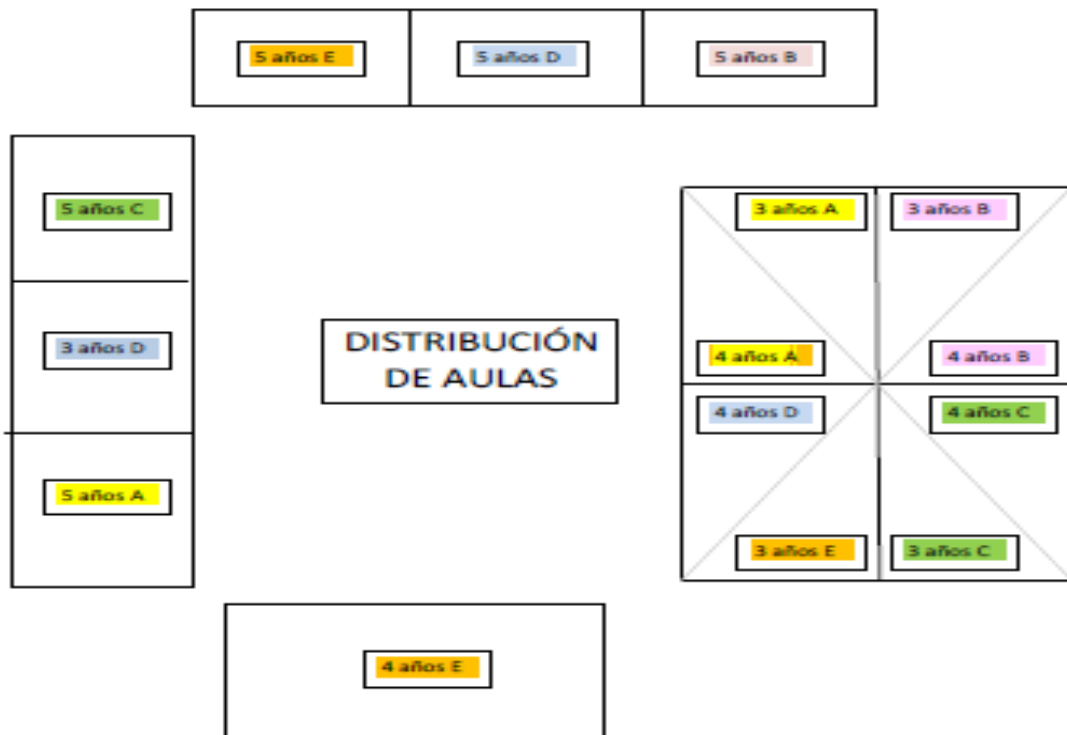 5 años E
5 años D
5 años B
5 años C
3 años A
3 años B
3 años D
DISTRIBUCIÓN
DE AULAS
4 años A
4 años B
4 años D
4 años C
5 años A
3 años E
3 años C
4 años E